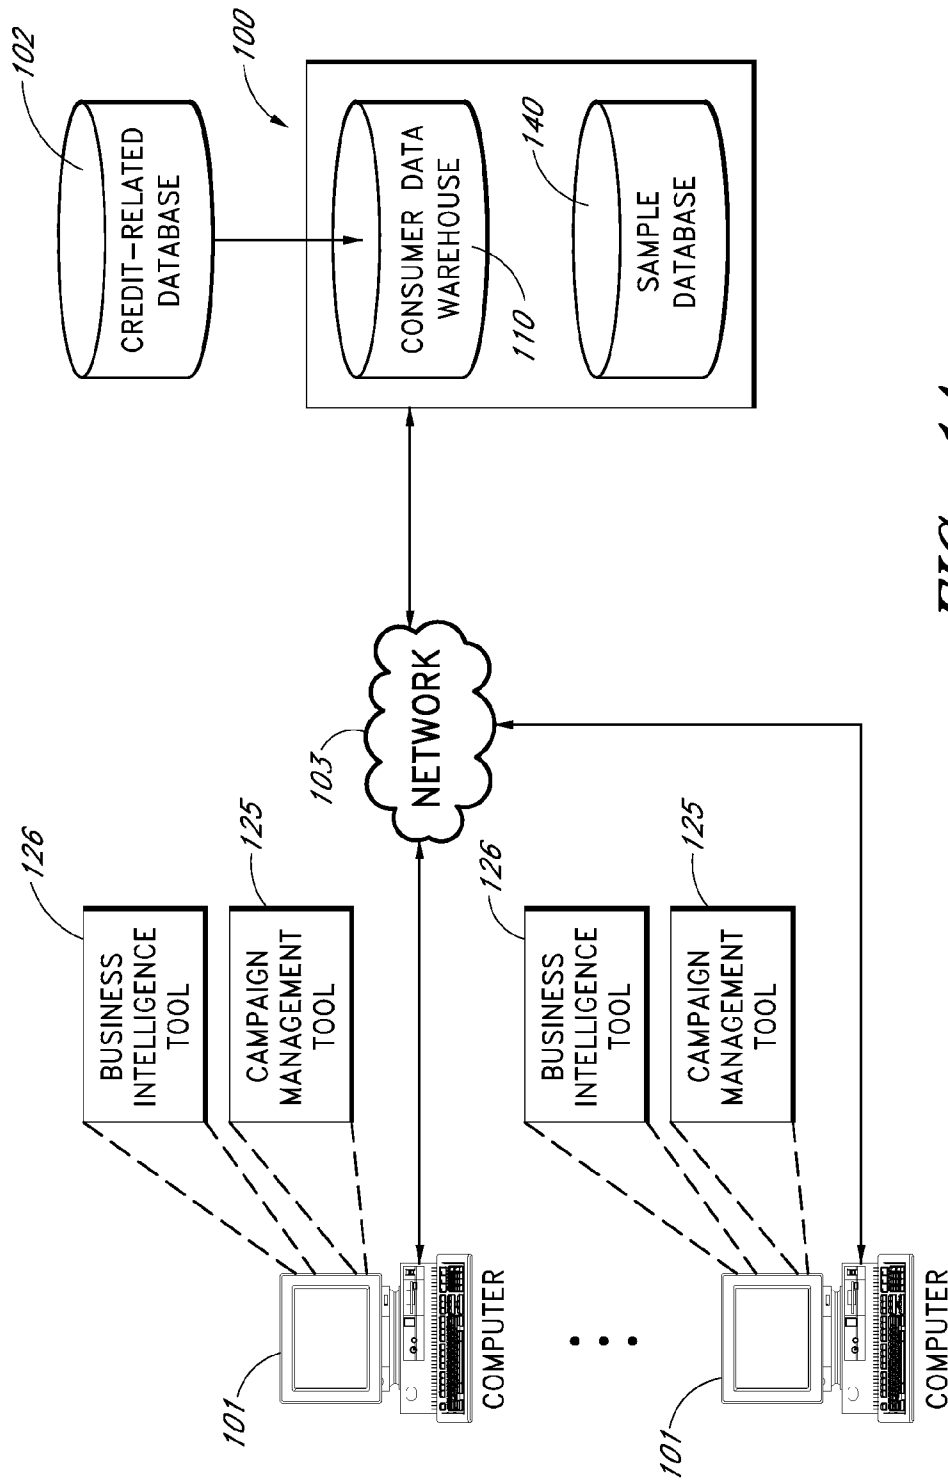 102
CREDIT-RELATED
DATABASE
100
CONSUMER DATA
WAREHOUSE
110
140
SAMPLE
DATABASE
103
NETWORK
126
BUSINESS
INTELLIGENCE
TOOL
125
CAMPAIGN
MANAGEMENT
TOOL
101
COMPUTER
126
BUSINESS
INTELLIGENCE
TOOL
125
CAMPAIGN
MANAGEMENT
TOOL
101
COMPUTER